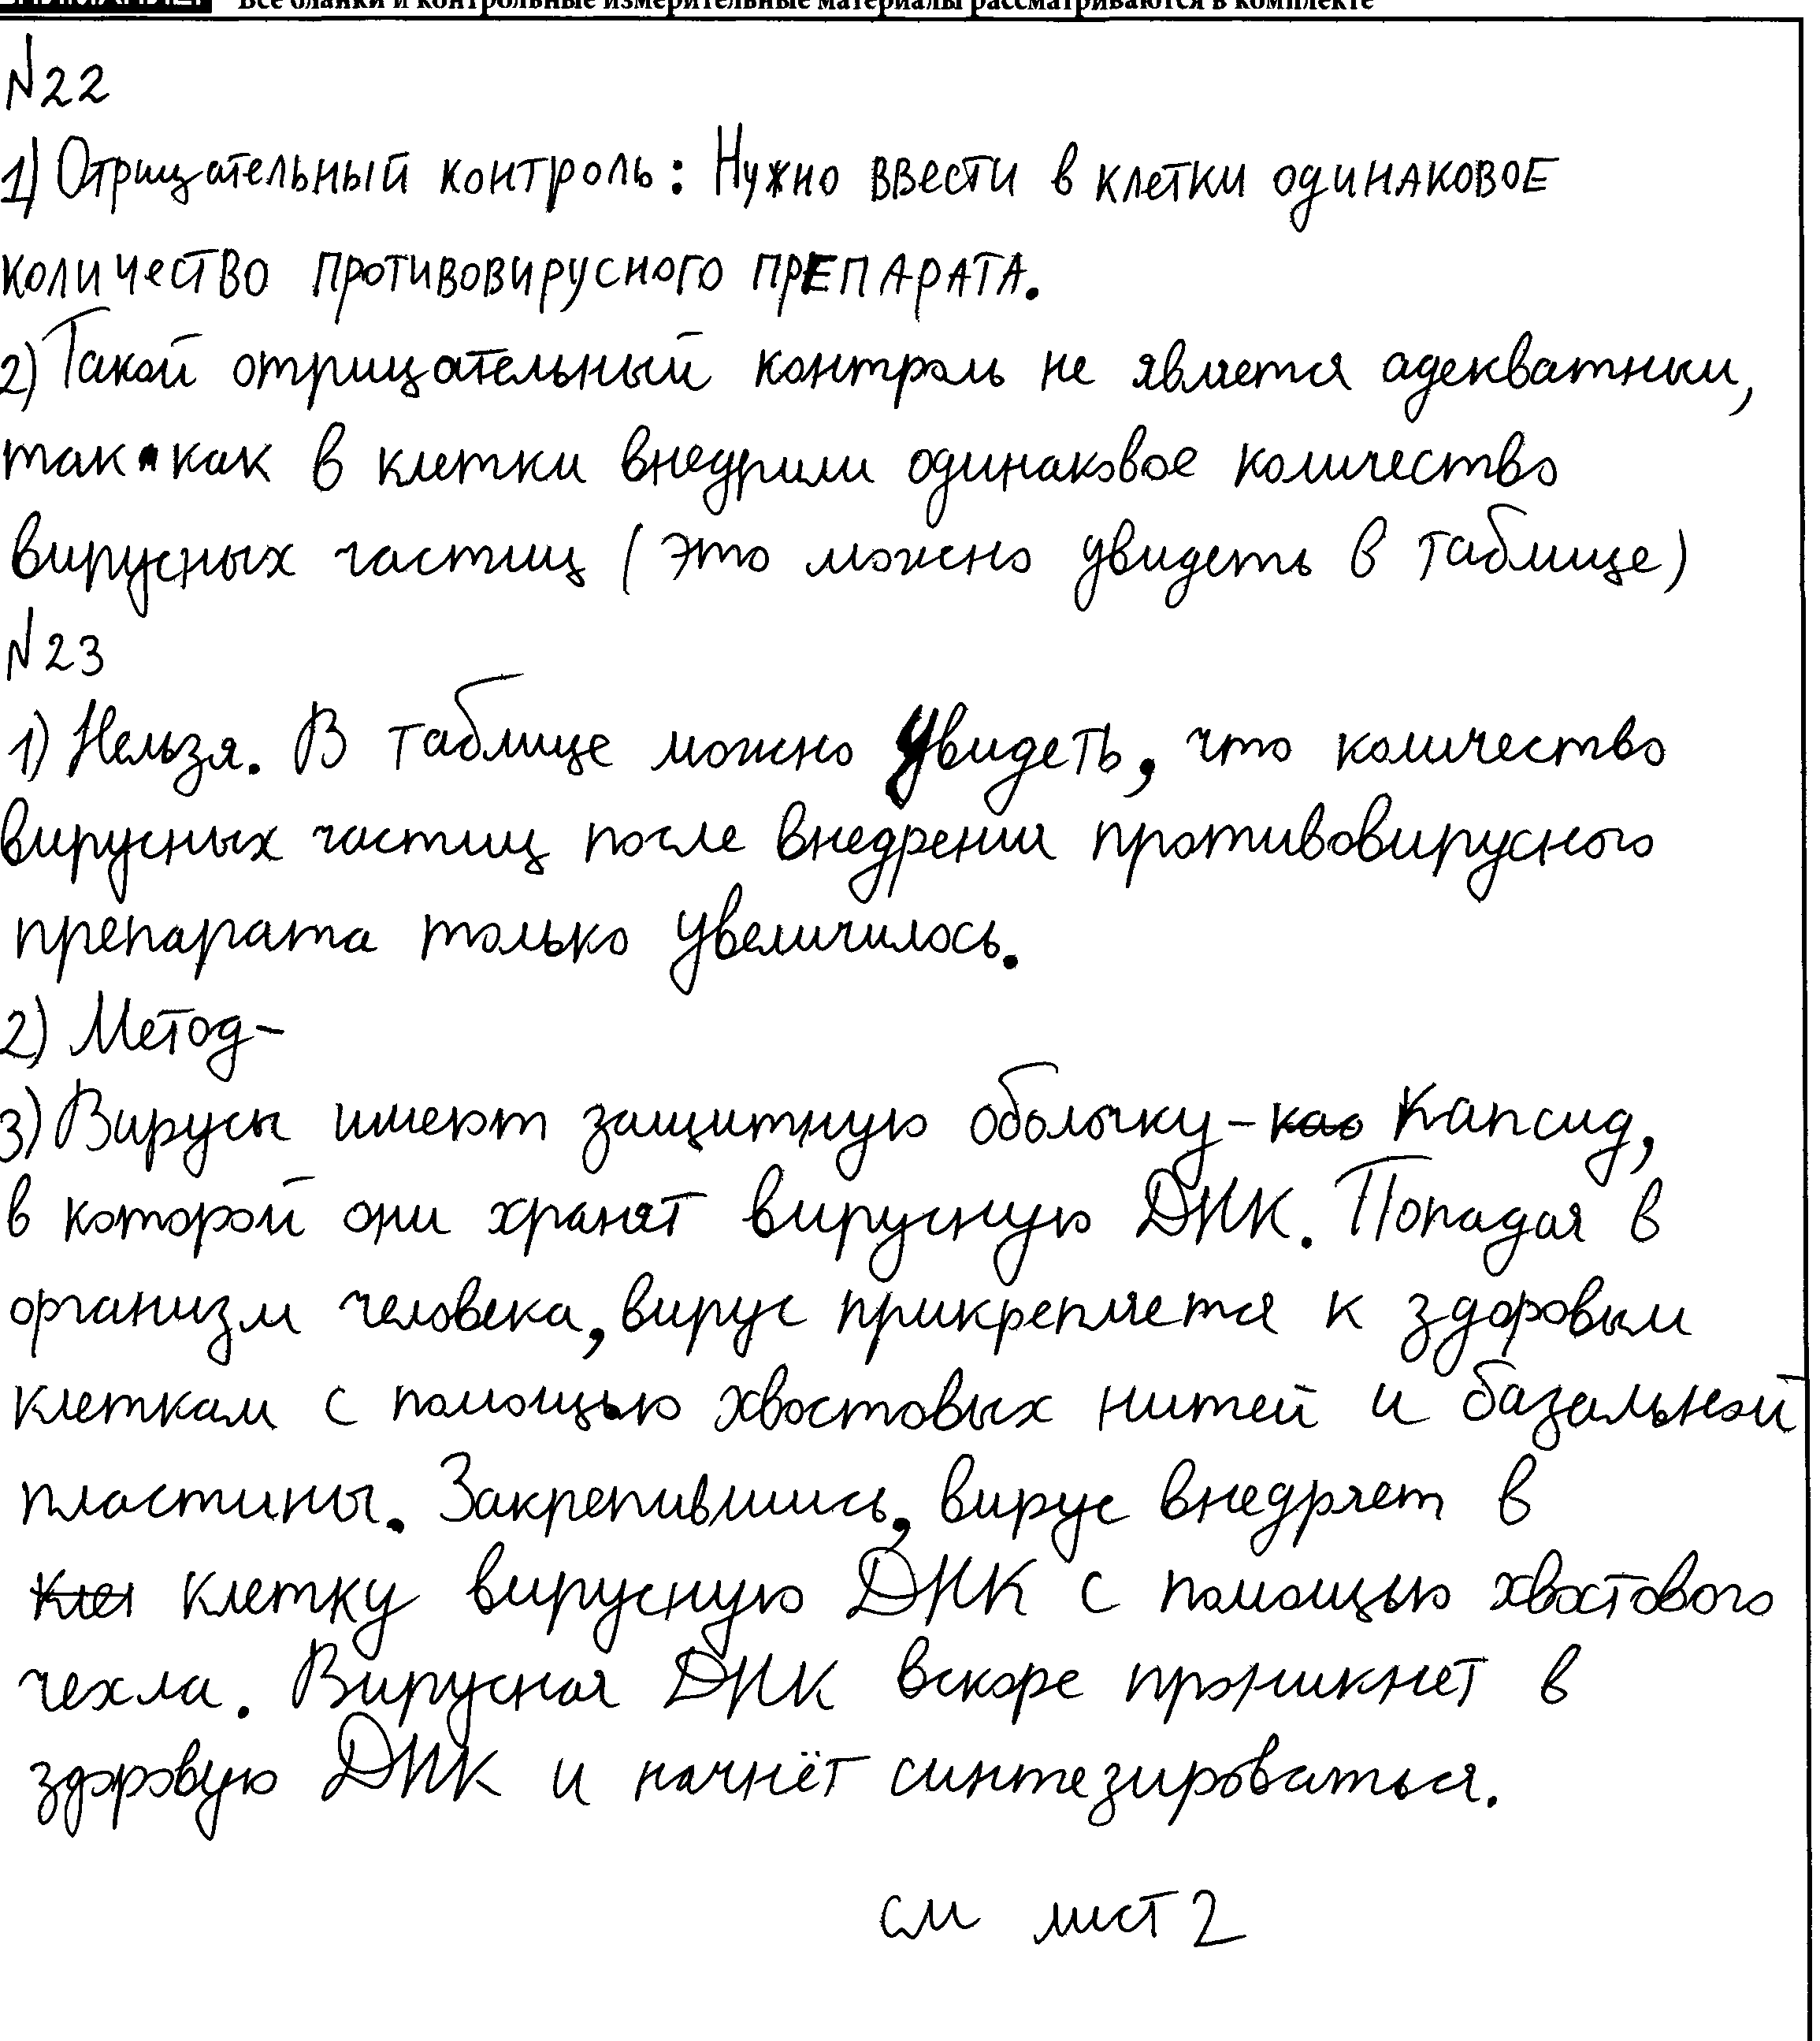 Все бланки и контрольные измерительные материалы рассматриваются в комплекте
№22
1) Отрицательный контроль: Нужно ввести в клетки одинаковое
количество противовирусного препарата.
2) Такой отрицательный контроль не является адекватным,
так как в клетки внедрили одинаковое количество
вирусных частиц (это можно увидеть в таблице)
№23
1) Нельзя. В таблице можно увидеть, что количество
вирусных частиц после внедрения противовирусного
препарата только увеличилось.
2) Метод-
3) Вирусы имеют защитную оболочку - као Капсид,
в которой они хранят вирусную ДНК. Попадая в
организм человека, вирус прикрепляется к здоровым
клеткам с помощью хвостовых нитей и базальной
пластины. Закрепившись, вирус внедряет в
клет клетку вирусную ДНК с помощью хвостового
чехла. Вирусная ДНК вскоре проникнет в
здоровую ДНК и начнёт синтезироваться.
см лист 2